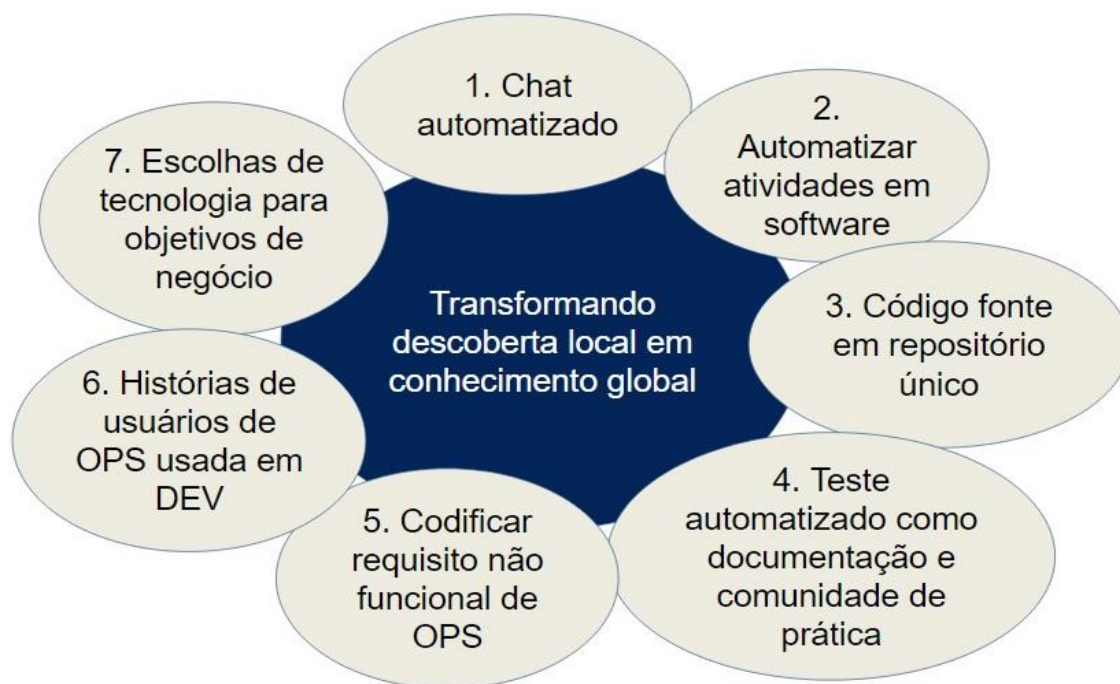 1. Chat
automatizado
2.
Automatizar
atividades em
software
3. Código fonte
em repositório
único
4. Teste
automatizado como
documentação e
comunidade de
prática
5. Codificar
requisito não
funcional de
OPS
6. Histórias de
usuários de
OPS usada em
DEV
7. Escolhas de
tecnologia para
objetivos de
negócio
Transformando
descoberta local em
conhecimento global